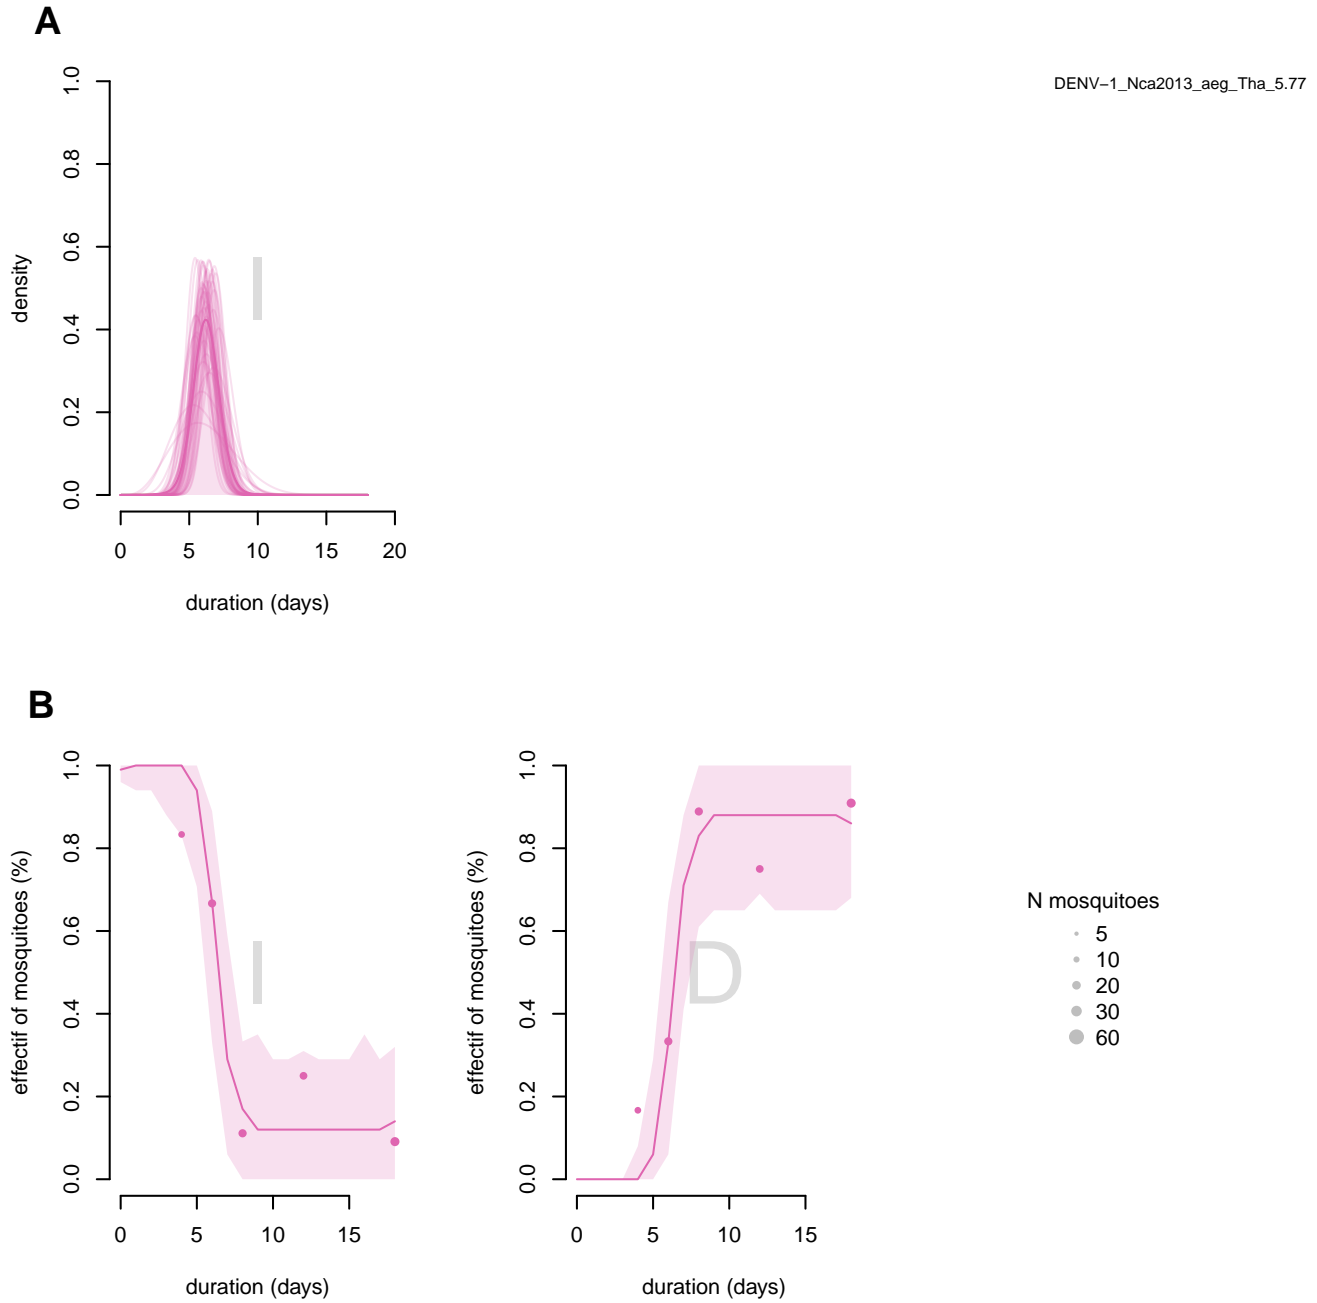 A
DENV−1_Nca2013_aeg_Tha_5.77
density
0.0 0.2 0.4 0.6 0.8 1.0
I
0 5 10 15 20
duration (days)
B
effectif of mosquitoes (%)
0.0 0.2 0.4 0.6 0.8 1.0
I
0 5 10 15
duration (days)
effectif of mosquitoes (%)
0.0 0.2 0.4 0.6 0.8 1.0
D
0 5 10 15
duration (days)
N mosquitoes
5
10
20
30
60